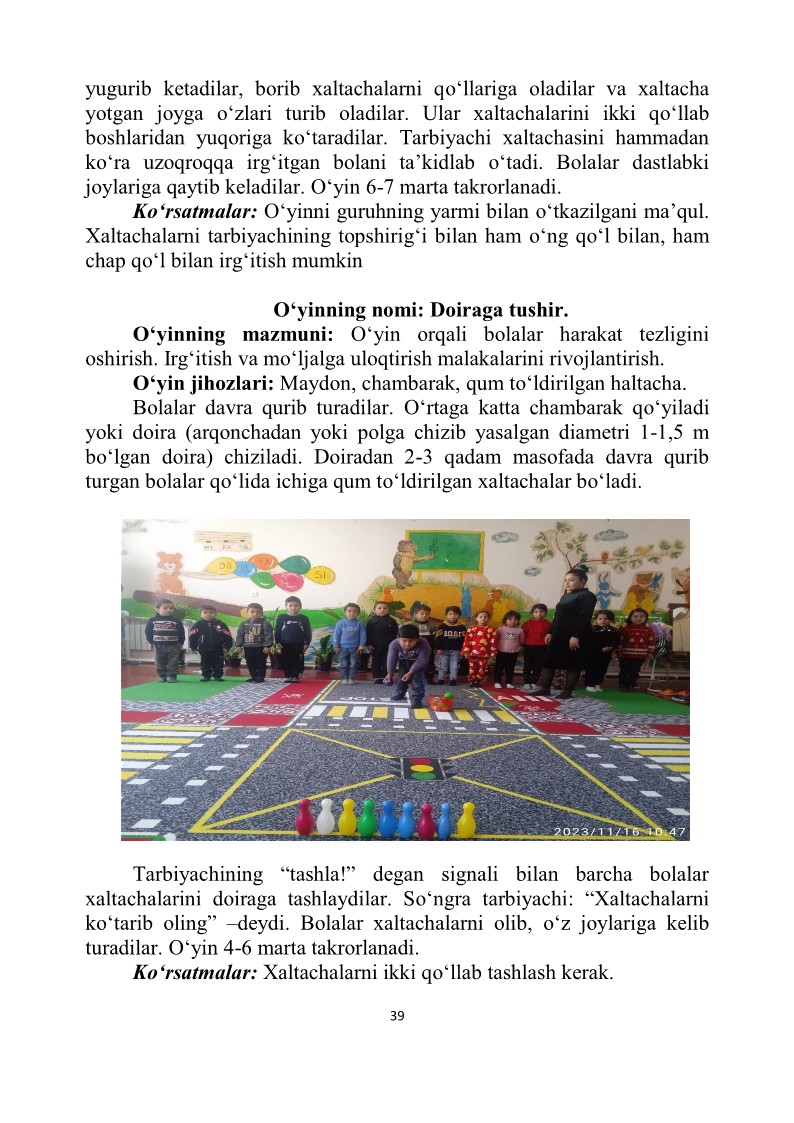 yugurib ketadilar, borib xaltachalarni qo‘llariga oladilar va xaltacha
yotgan joyga o‘zlari turib oladilar. Ular xaltachalarini ikki qo‘llab
boshlaridan yuqoriga ko‘taradilar. Tarbiyachi xaltachasini hammadan
ko‘ra uzoqroqqa irg‘itgan bolani ta’kidlab o‘tadi. Bolalar dastlabki
joylariga qaytib keladilar. O‘yin 6-7 marta takrorlanadi.
Ko‘rsatmalar: O‘yinni guruhning yarmi bilan o‘tkazilgani ma’qul.
Xaltachalarni tarbiyachining topshirig‘i bilan ham o‘ng qo‘l bilan, ham
chap qo‘l bilan irg‘itish mumkin
O‘yinning nomi: Doiraga tushir.
O‘yinning mazmuni: O‘yin orqali bolalar harakat tezligini
oshirish. Irg‘itish va mo‘ljalga uloqtirish malakalarini rivojlantirish.
O‘yin jihozlari: Maydon, chambarak, qum to‘ldirilgan haltacha.
Bolalar davra qurib turadilar. O‘rtaga katta chambarak qo‘yiladi
yoki doira (arqonchadan yoki polga chizib yasalgan diametri 1-1,5 m
bo‘lgan doira) chiziladi. Doiradan 2-3 qadam masofada davra qurib
turgan bolalar qo‘lida ichiga qum to‘ldirilgan xaltachalar bo‘ladi.
SI
2023/11/16 10:47
Tarbiyachining “tashla!” degan signali bilan barcha bolalar
xaltachalarini doiraga tashlaydilar. So‘ngra tarbiyachi: “Xaltachalarni
ko‘tarib oling” –deydi. Bolalar xaltachalarni olib, o‘z joylariga kelib
turadilar. O‘yin 4-6 marta takrorlanadi.
Ko‘rsatmalar: Xaltachalarni ikki qo‘llab tashlash kerak.
39